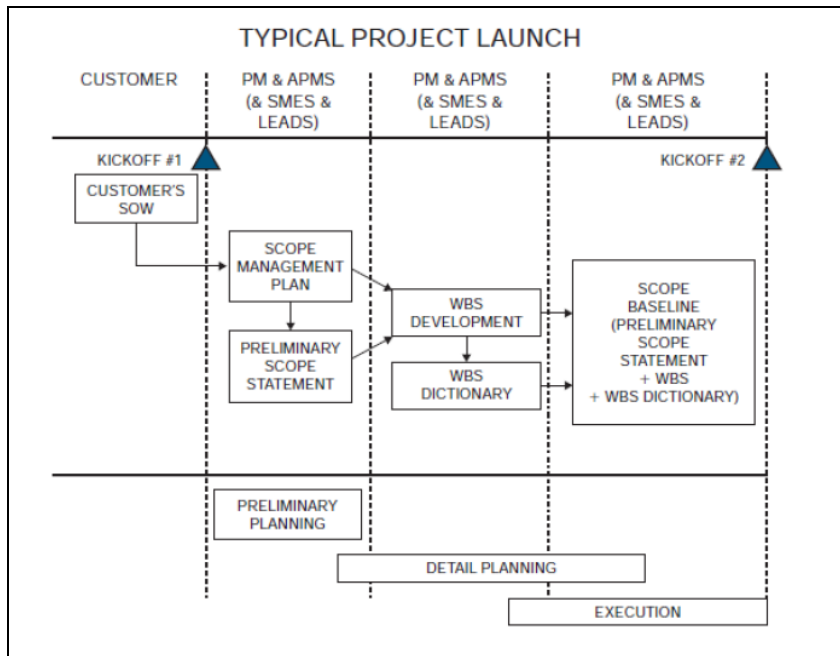 TYPICAL PROJECT LAUNCH
CUSTOMER
PM & APMS
(& SMES &
LEADS)
PM & APMS
(& SMES &
LEADS)
PM & APMS
(& SMES &
LEADS)
KICKOFF #1
KICKOFF #2
CUSTOMER'S
SOW
SCOPE
MANAGEMENT
PLAN
PRELIMINARY
SCOPE
STATEMENT
WBS
DEVELOPMENT
WBS
DICTIONARY
SCOPE
BASELINE
(PRELIMINARY
SCOPE
STATEMENT
+ WBS
+ WBS DICTIONARY)
PRELIMINARY
PLANNING
DETAIL PLANNING
EXECUTION